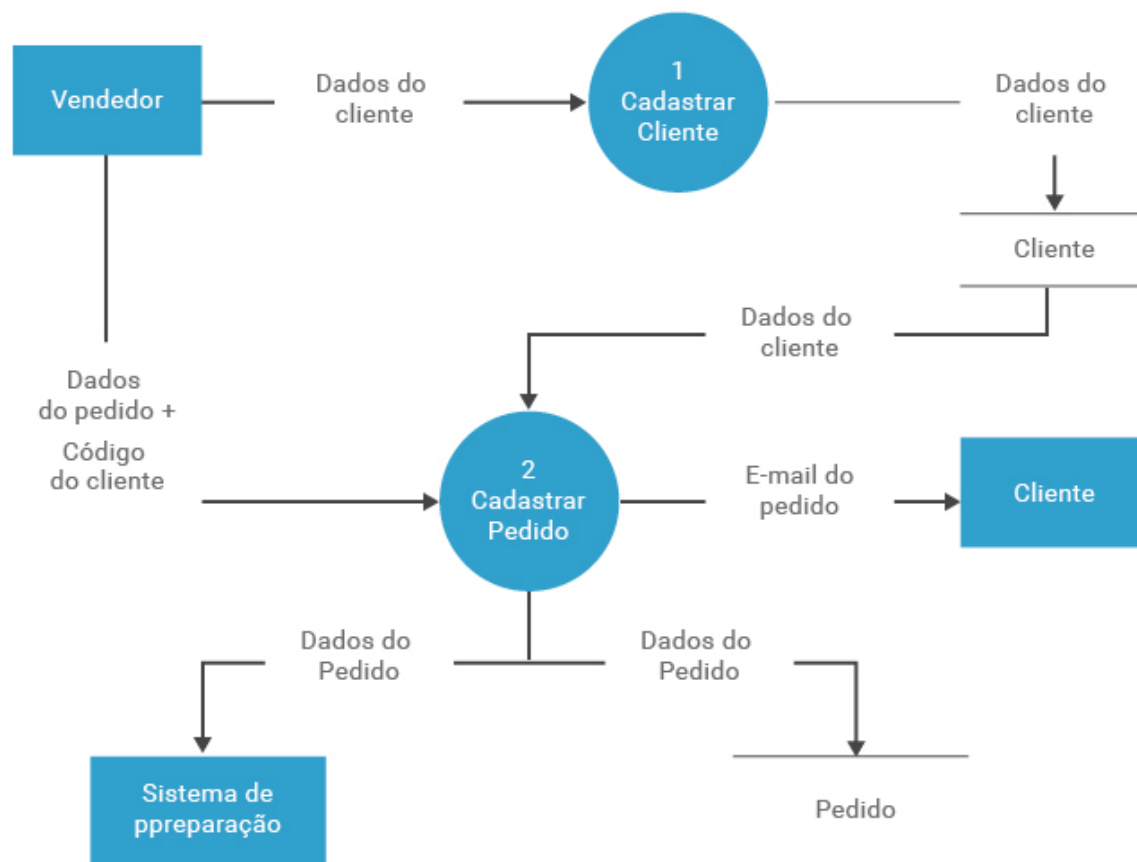 Vendedor
Dados do
cliente
1
Cadastrar
Cliente
Dados do
cliente
Cliente
Dados do
cliente
Dados
do pedido +
Código
do cliente
2
Cadastrar
Pedido
E-mail do
pedido
Cliente
Dados do
Pedido
Dados do
Pedido
Sistema de
ppreparação
Pedido